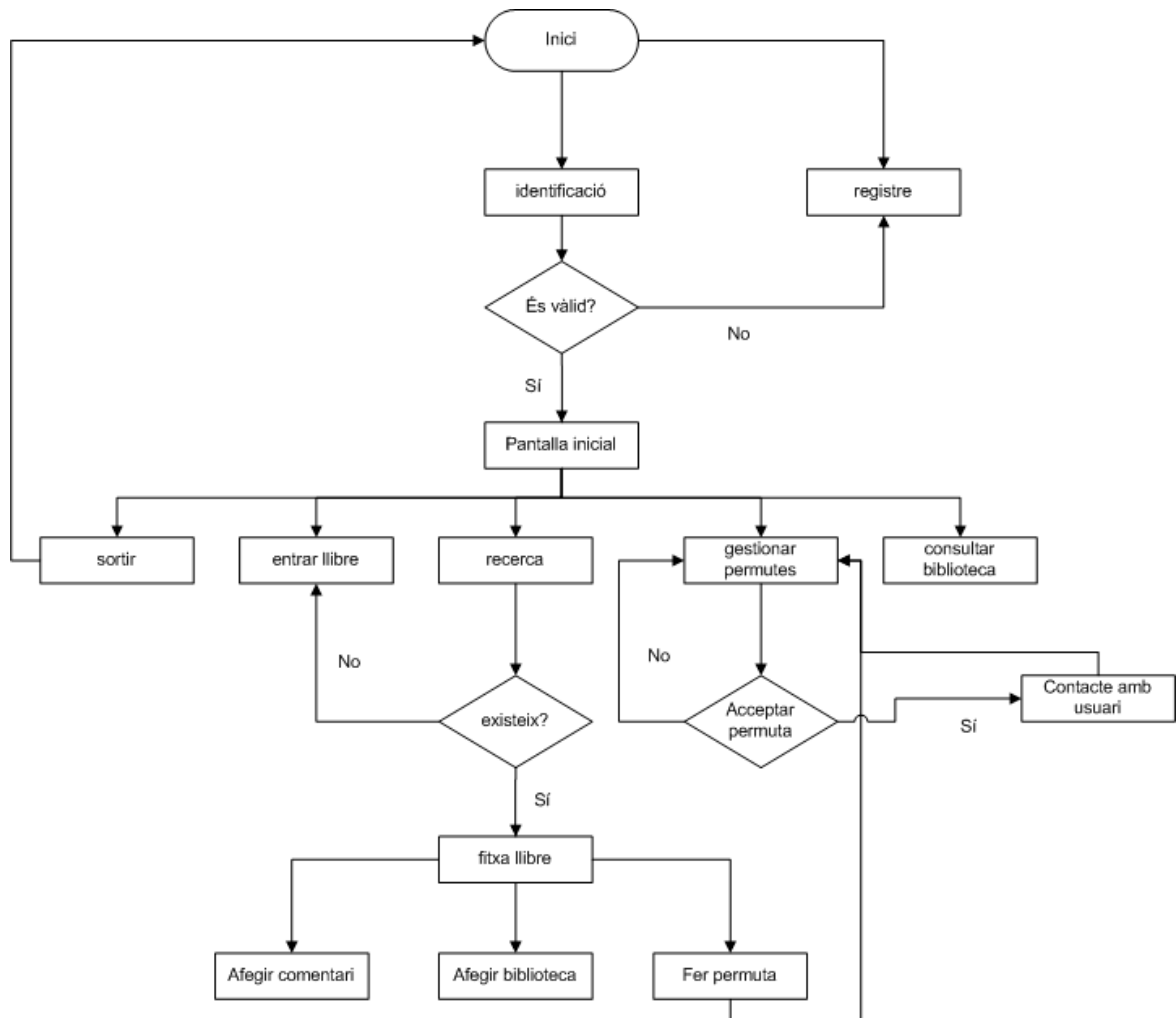 Inici
identificació
registre
És vàlid?
No
Sí
Pantalla inicial
sortir
entrar llibre
recerca
gestionar
permutes
consultar
biblioteca
No
No
existeix?
Acceptar
permuta
Contacte amb
usuari
Sí
Sí
fitxa llibre
Afegir comentari
Afegir biblioteca
Fer permuta